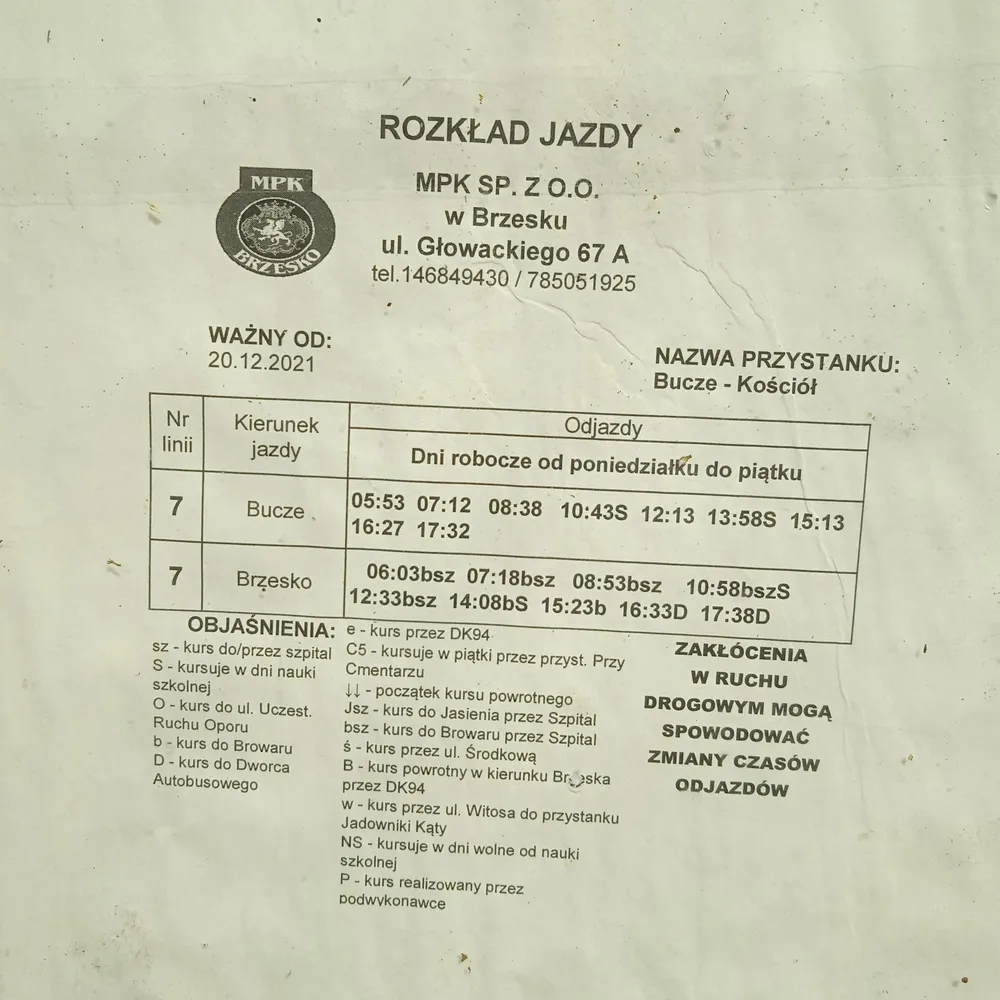 ROZKŁAD JAZDY
MPK
BRZESKO
MPK SP. Z O.O.
w Brzesku
ul. Głowackiego 67 A
tel.146849430 / 785051925
WAŻNY OD:
20.12.2021
NAZWA PRZYSTANKU:
Bucze - Kościół
Nr linii
Kierunek jazdy
Odjazdy
Dni robocze od poniedziałku do piątku
7 Bucze 05:53 07:12 08:38 10:43S 12:13 13:58S 15:13
16:27 17:32
7 Brzesko 06:03bsz 07:18bsz 08:53bsz 10:58bszS
12:33bsz 14:08bS 15:23b 16:33D 17:38D
OBJAŚNIENIA:
sz - kurs do/przez szpital
S - kursuje w dni nauki
szkolnej
O - kurs do ul. Uczest.
Ruchu Oporu
b - kurs do Browaru
D - kurs do Dworca
Autobusowego
e - kurs przez DK94
C5 - kursuje w piątki przez przyst. Przy
Cmentarzu
↓↓ - początek kursu powrotnego
Jsz - kurs do Jasienia przez Szpital
bsz - kurs do Browaru przez Szpital
ś - kurs przez ul. Środkową
B - kurs powrotny w kierunku Brzeska
przez DK94
w - kurs przez ul. Witosa do przystanku
Jadowniki Kąty
NS - kursuje w dni wolne od nauki
szkolnej
P - kurs realizowany przez
podwykonawce
ZAKŁÓCENIA
W RUCHU
DROGOWYM MOGĄ
SPOWODOWAĆ
ZMIANY CZASÓW
ODJAZDÓW